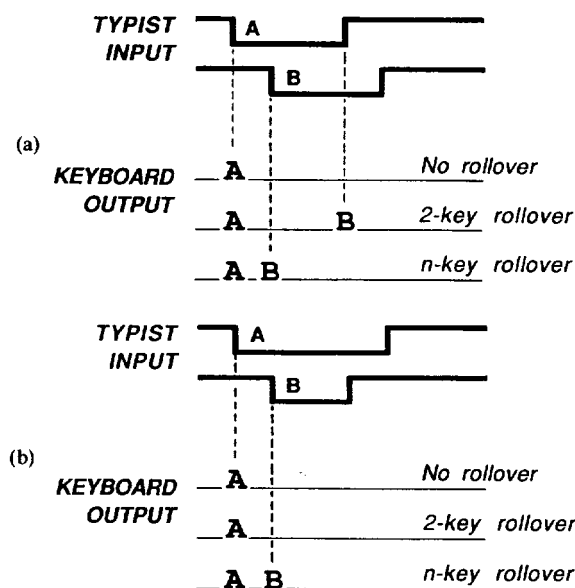 TYPIST
INPUT
A
B
(a)
KEYBOARD
OUTPUT
A
No rollover
A B
2-key rollover
A B
n-key rollover
TYPIST
INPUT
A
B
(b)
KEYBOARD
OUTPUT
A
No rollover
A
2-key rollover
A B
n-key rollover